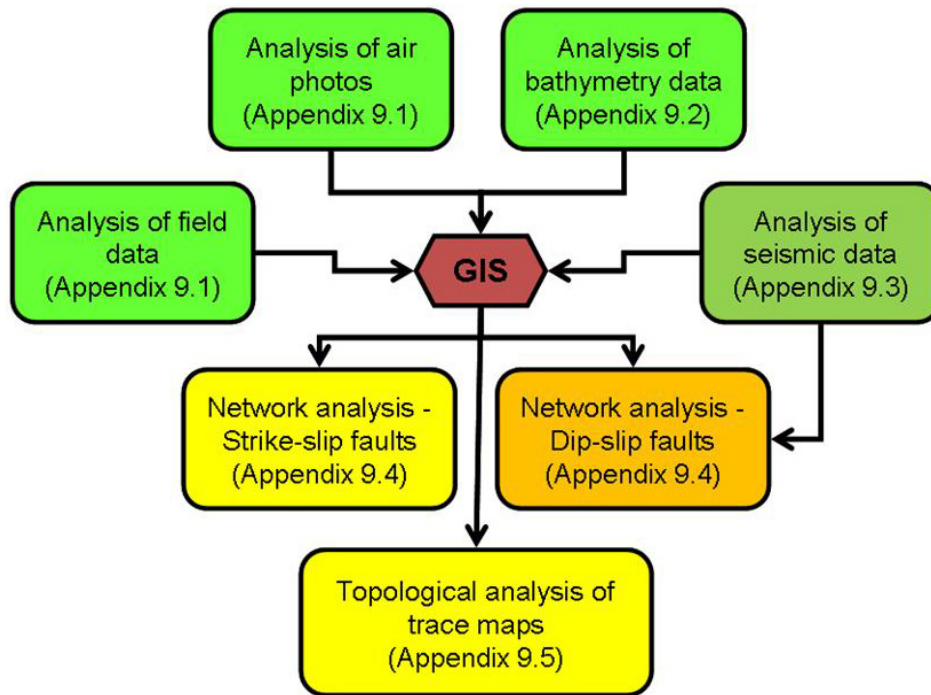 Analysis of air
photos
(Appendix 9.1)
Analysis of
bathymetry data
(Appendix 9.2)
Analysis of field
data
(Appendix 9.1)
GIS
Analysis of
seismic data
(Appendix 9.3)
Network analysis -
Strike-slip faults
(Appendix 9.4)
Network analysis -
Dip-slip faults
(Appendix 9.4)
Topological analysis of
trace maps
(Appendix 9.5)